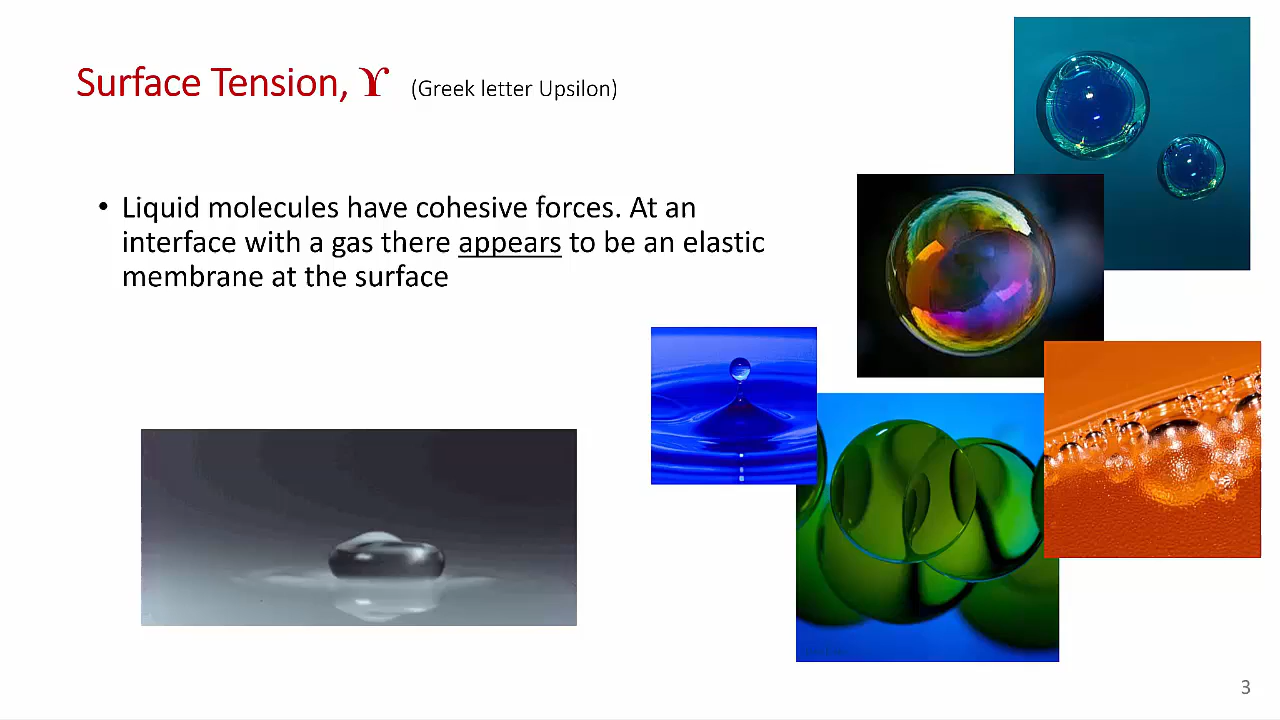 Surface Tension, ϒ (Greek letter Upsilon)
• Liquid molecules have cohesive forces. At an
interface with a gas there appears to be an elastic
membrane at the surface
3